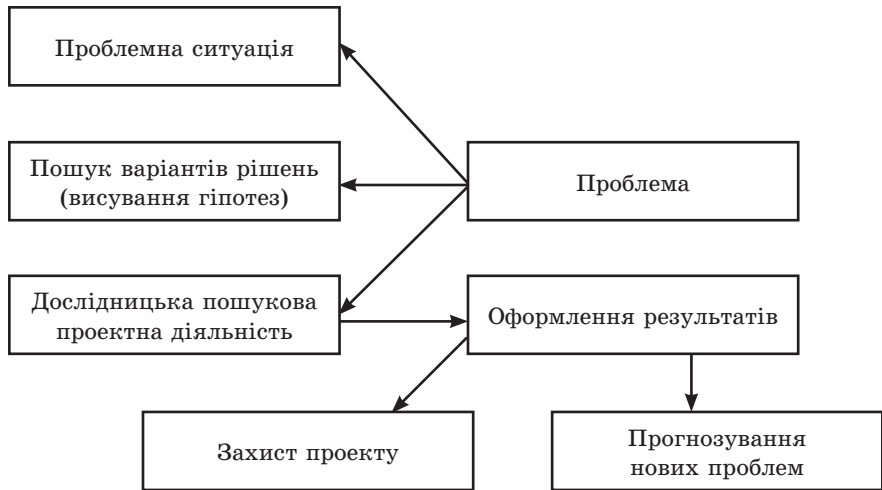 Проблемна ситуація
Пошук варіантів рішень
(висування гіпотез)
Проблема
Дослідницька пошукова
проектна діяльність
Оформлення результатів
Захист проекту
Прогнозування
нових проблем